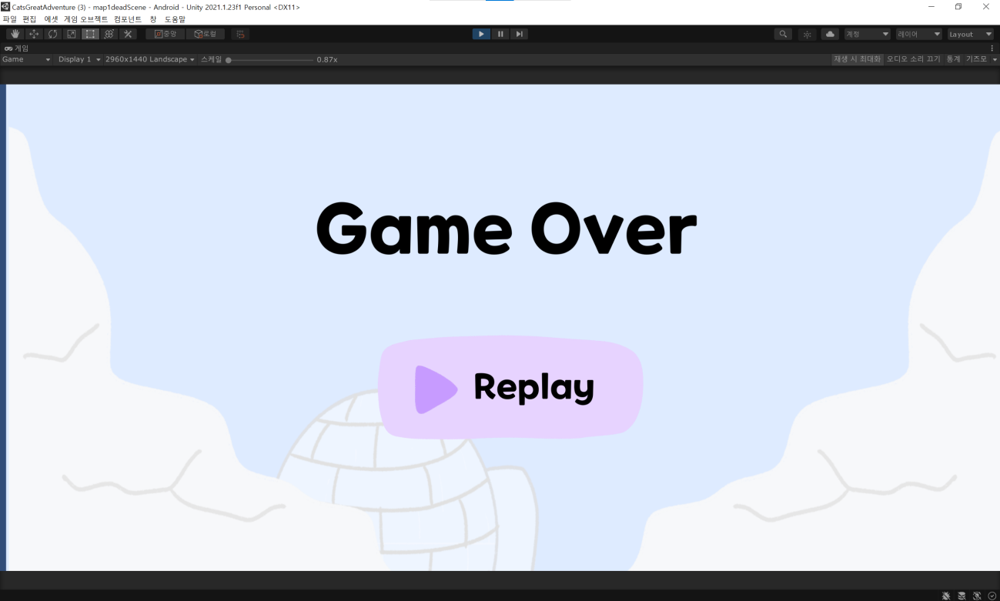 CatsGreatAdventure (3) - map1deadScene - Android - Unity 2021.1.23f1 Personal <DX11>
파일 편집 에셋 게임 오브젝트 컴포넌트 창 도움말
중앙 로컬 계정 레이어 Layout
게임
Game Display 1 2960x1440 Landscape 스케일 0.87x 재생 시 최대화 오디오 소리 끄기 통계 기즈모
Game Over
Replay